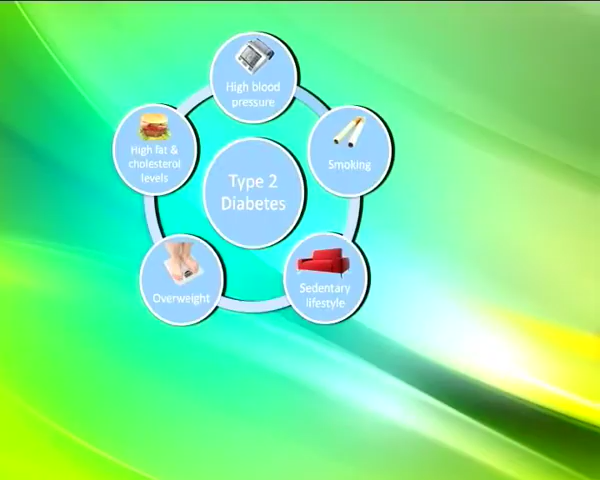 High blood
pressure
Smoking
Sedentary
lifestyle
Overweight
High fat &
cholesterol
levels
Type 2
Diabetes